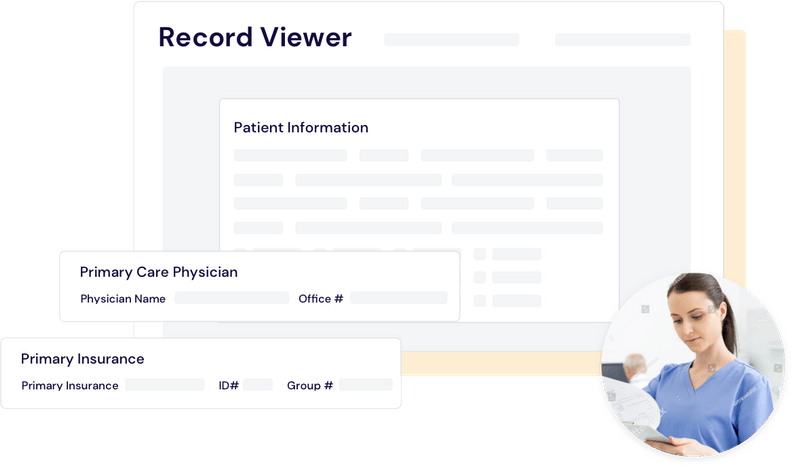 Record Viewer
Patient Information
Primary Care Physician
Physician Name Office #
Primary Insurance
Primary Insurance ID# Group #